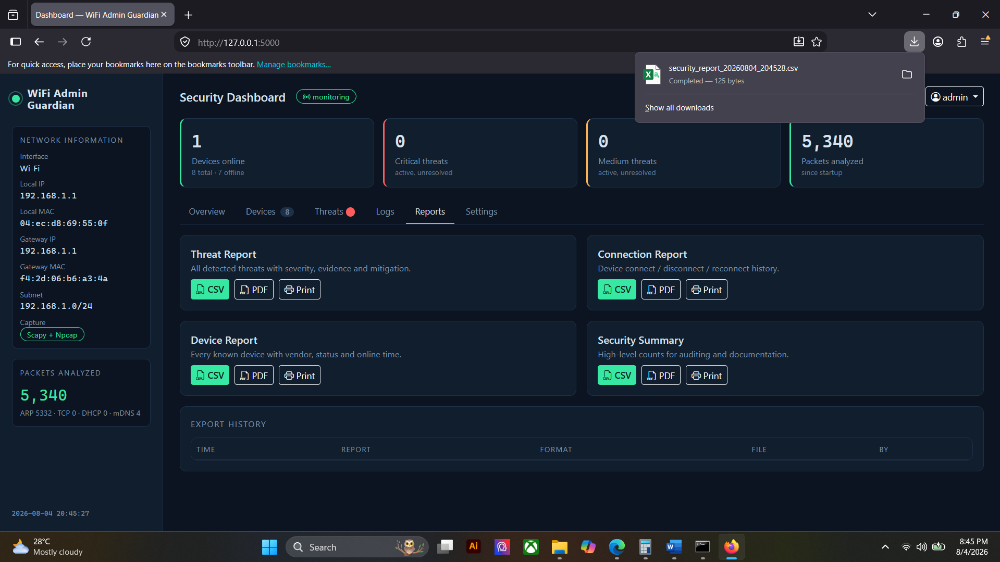 Dashboard — WiFi Admin Guardian
http://127.0.0.1:5000
For quick access, place your bookmarks here on the bookmarks toolbar. Manage bookmarks...
security_report_20260804_204528.csv
Completed — 125 bytes
Show all downloads
WiFi Admin
Guardian
NETWORK INFORMATION
Interface
Wi-Fi
Local IP
192.168.1.1
Local MAC
04:ec:d8:69:55:0f
Gateway IP
192.168.1.1
Gateway MAC
f4:2d:06:b6:a3:4a
Subnet
192.168.1.0/24
Capture
Scapy + Npcap
PACKETS ANALYZED
5,340
ARP 5332 · TCP 0 · DHCP 0 · mDNS 4
2026-08-04 20:45:27
Security Dashboard
monitoring
admin
1
Devices online
8 total · 7 offline
0
Critical threats
active, unresolved
0
Medium threats
active, unresolved
5,340
Packets analyzed
since startup
Overview Devices 8 Threats Logs Reports Settings
Threat Report
All detected threats with severity, evidence and mitigation.
CSV PDF Print
Connection Report
Device connect / disconnect / reconnect history.
CSV PDF Print
Device Report
Every known device with vendor, status and online time.
CSV PDF Print
Security Summary
High-level counts for auditing and documentation.
CSV PDF Print
EXPORT HISTORY
TIME REPORT FORMAT FILE BY
28°C
Mostly cloudy
Search
Ai
8:45 PM
8/4/2026